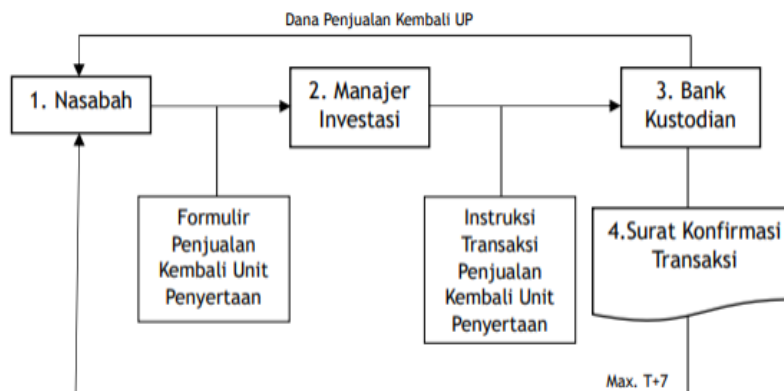 Dana Penjualan Kembali UP
1. Nasabah
2. Manajer
Investasi
3. Bank
Kustodian
Formulir
Penjualan
Kembali Unit
Penyertaan
Instruksi
Transaksi
Penjualan
Kembali Unit
Penyertaan
4.Surat Konfirmasi
Transaksi
Max. T+7